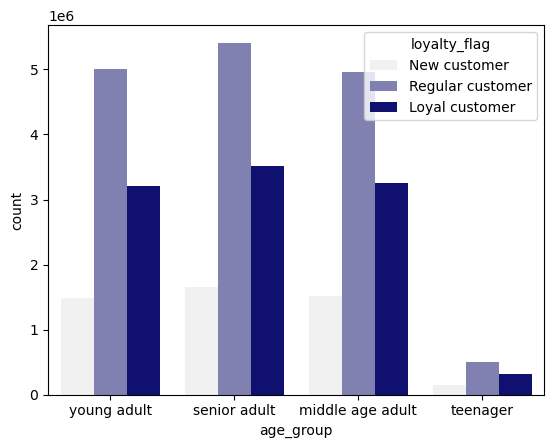 1e6
loyalty_flag
New customer
Regular customer
Loyal customer
5
4
3
2
1
0
count
young adult senior adult middle age adult teenager
age_group